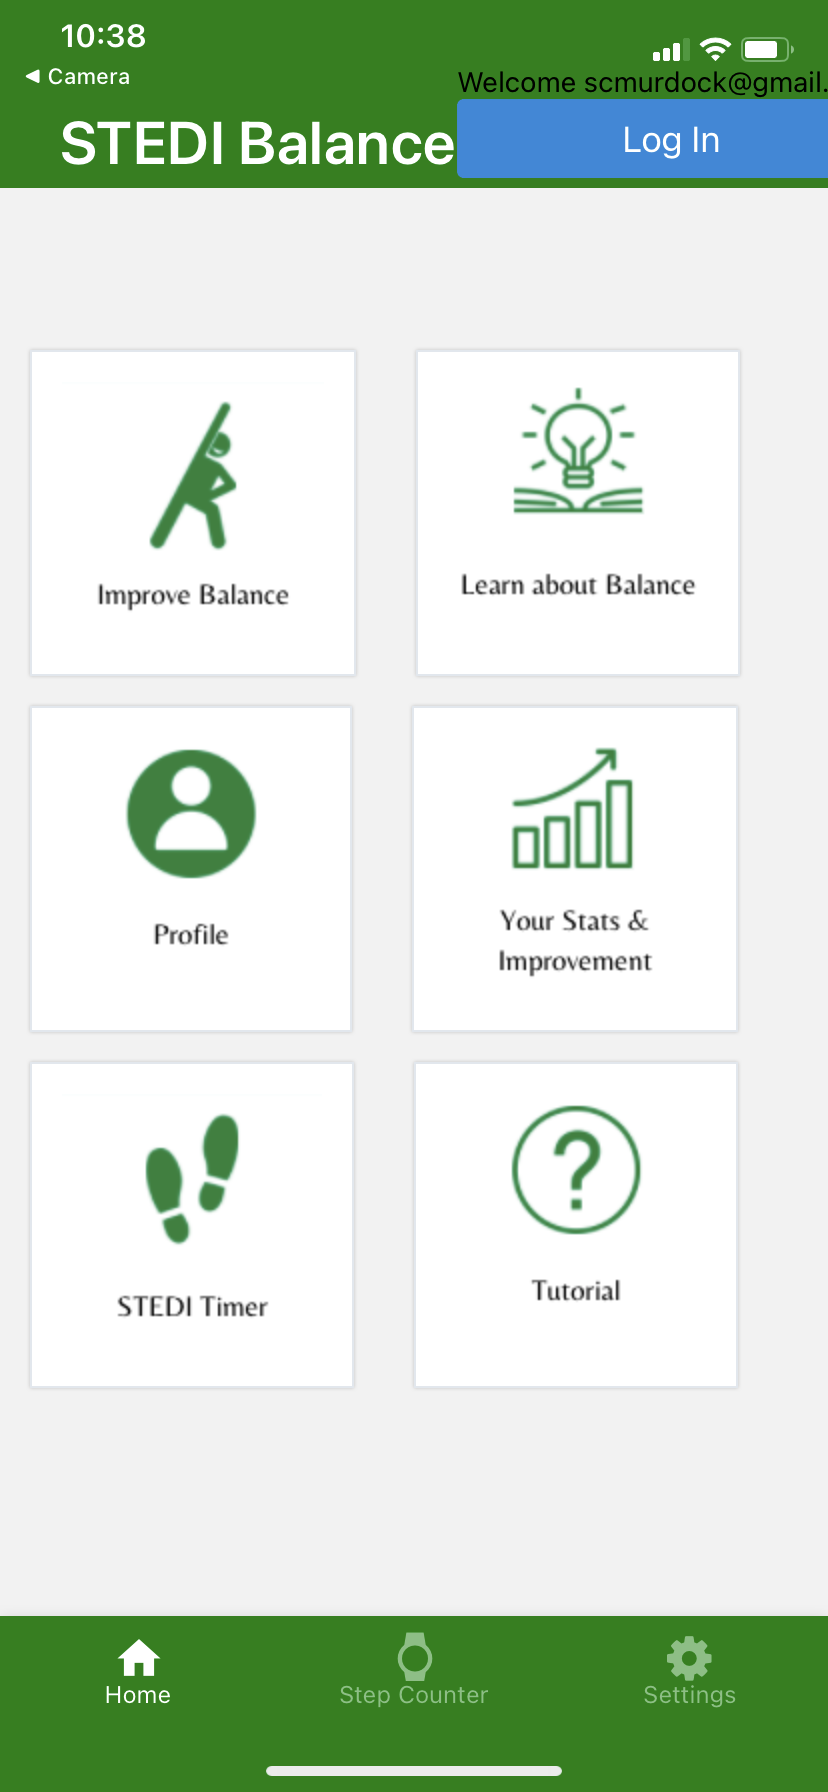 10:38
◀ Camera
Welcome scmurdock@gmail.
STEDI Balance
Log In
Improve Balance
Learn about Balance
Profile
Your Stats &
Improvement
STEDI Timer
?
Tutorial
Home
Step Counter
Settings